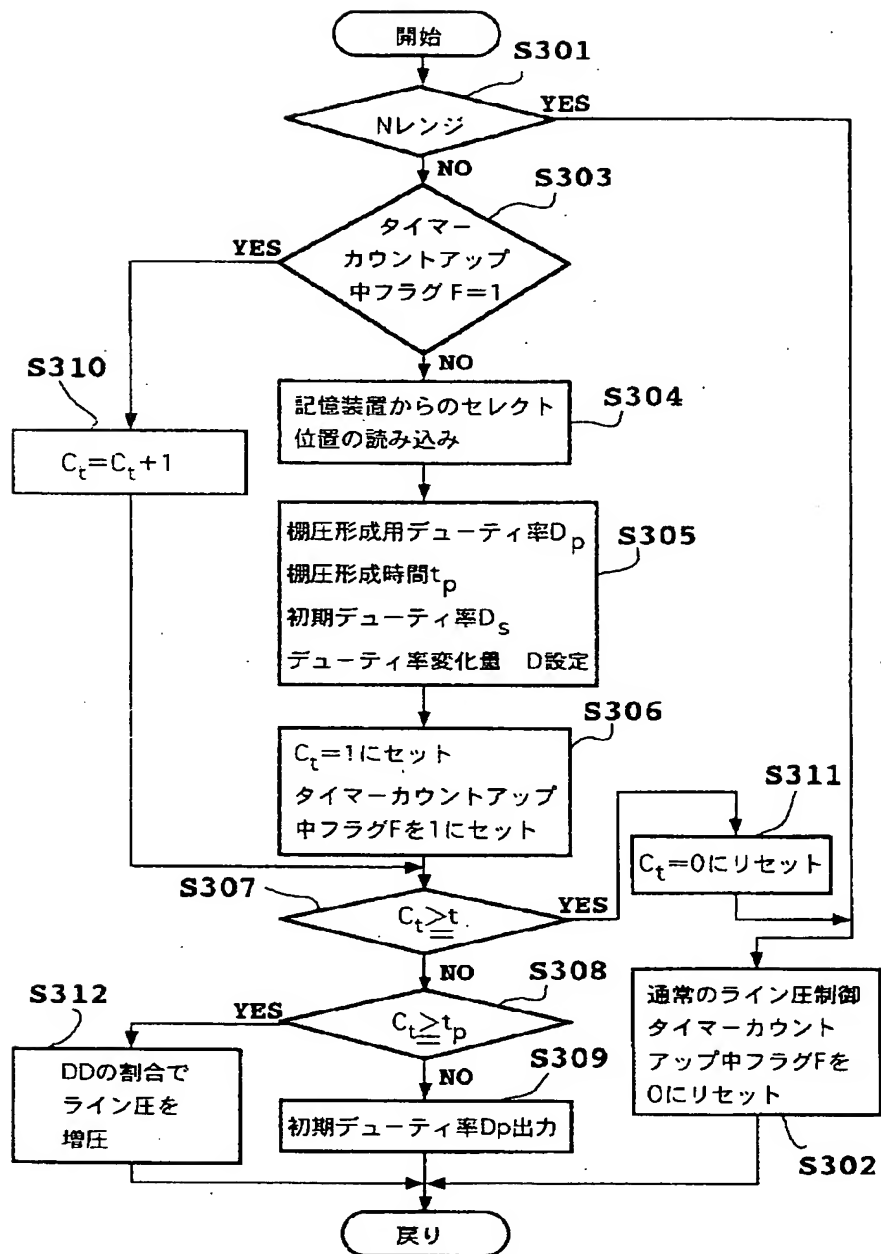 開始
S301
Nレンジ
YES
NO
S303
タイマー
カウントアップ
中フラグF=1
YES
NO
S310
C_t=C_t+1
S304
記憶装置からのセレクト
位置の読み込み
S305
棚圧形成用デューティ率D_p
棚圧形成時間t_p
初期デューティ率D_s
デューティ率変化量 D設定
S306
C_t=1にセット
タイマーカウントアップ
中フラグFを1にセット
S311
C_t=0にリセット
S307
C_t≧t
YES
NO
S308
C_t≧t_p
YES
NO
S312
DDの割合で
ライン圧を
増圧
S309
初期デューティ率Dp出力
通常のライン圧制御
タイマーカウント
アップ中フラグFを
0にリセット
S302
戻り